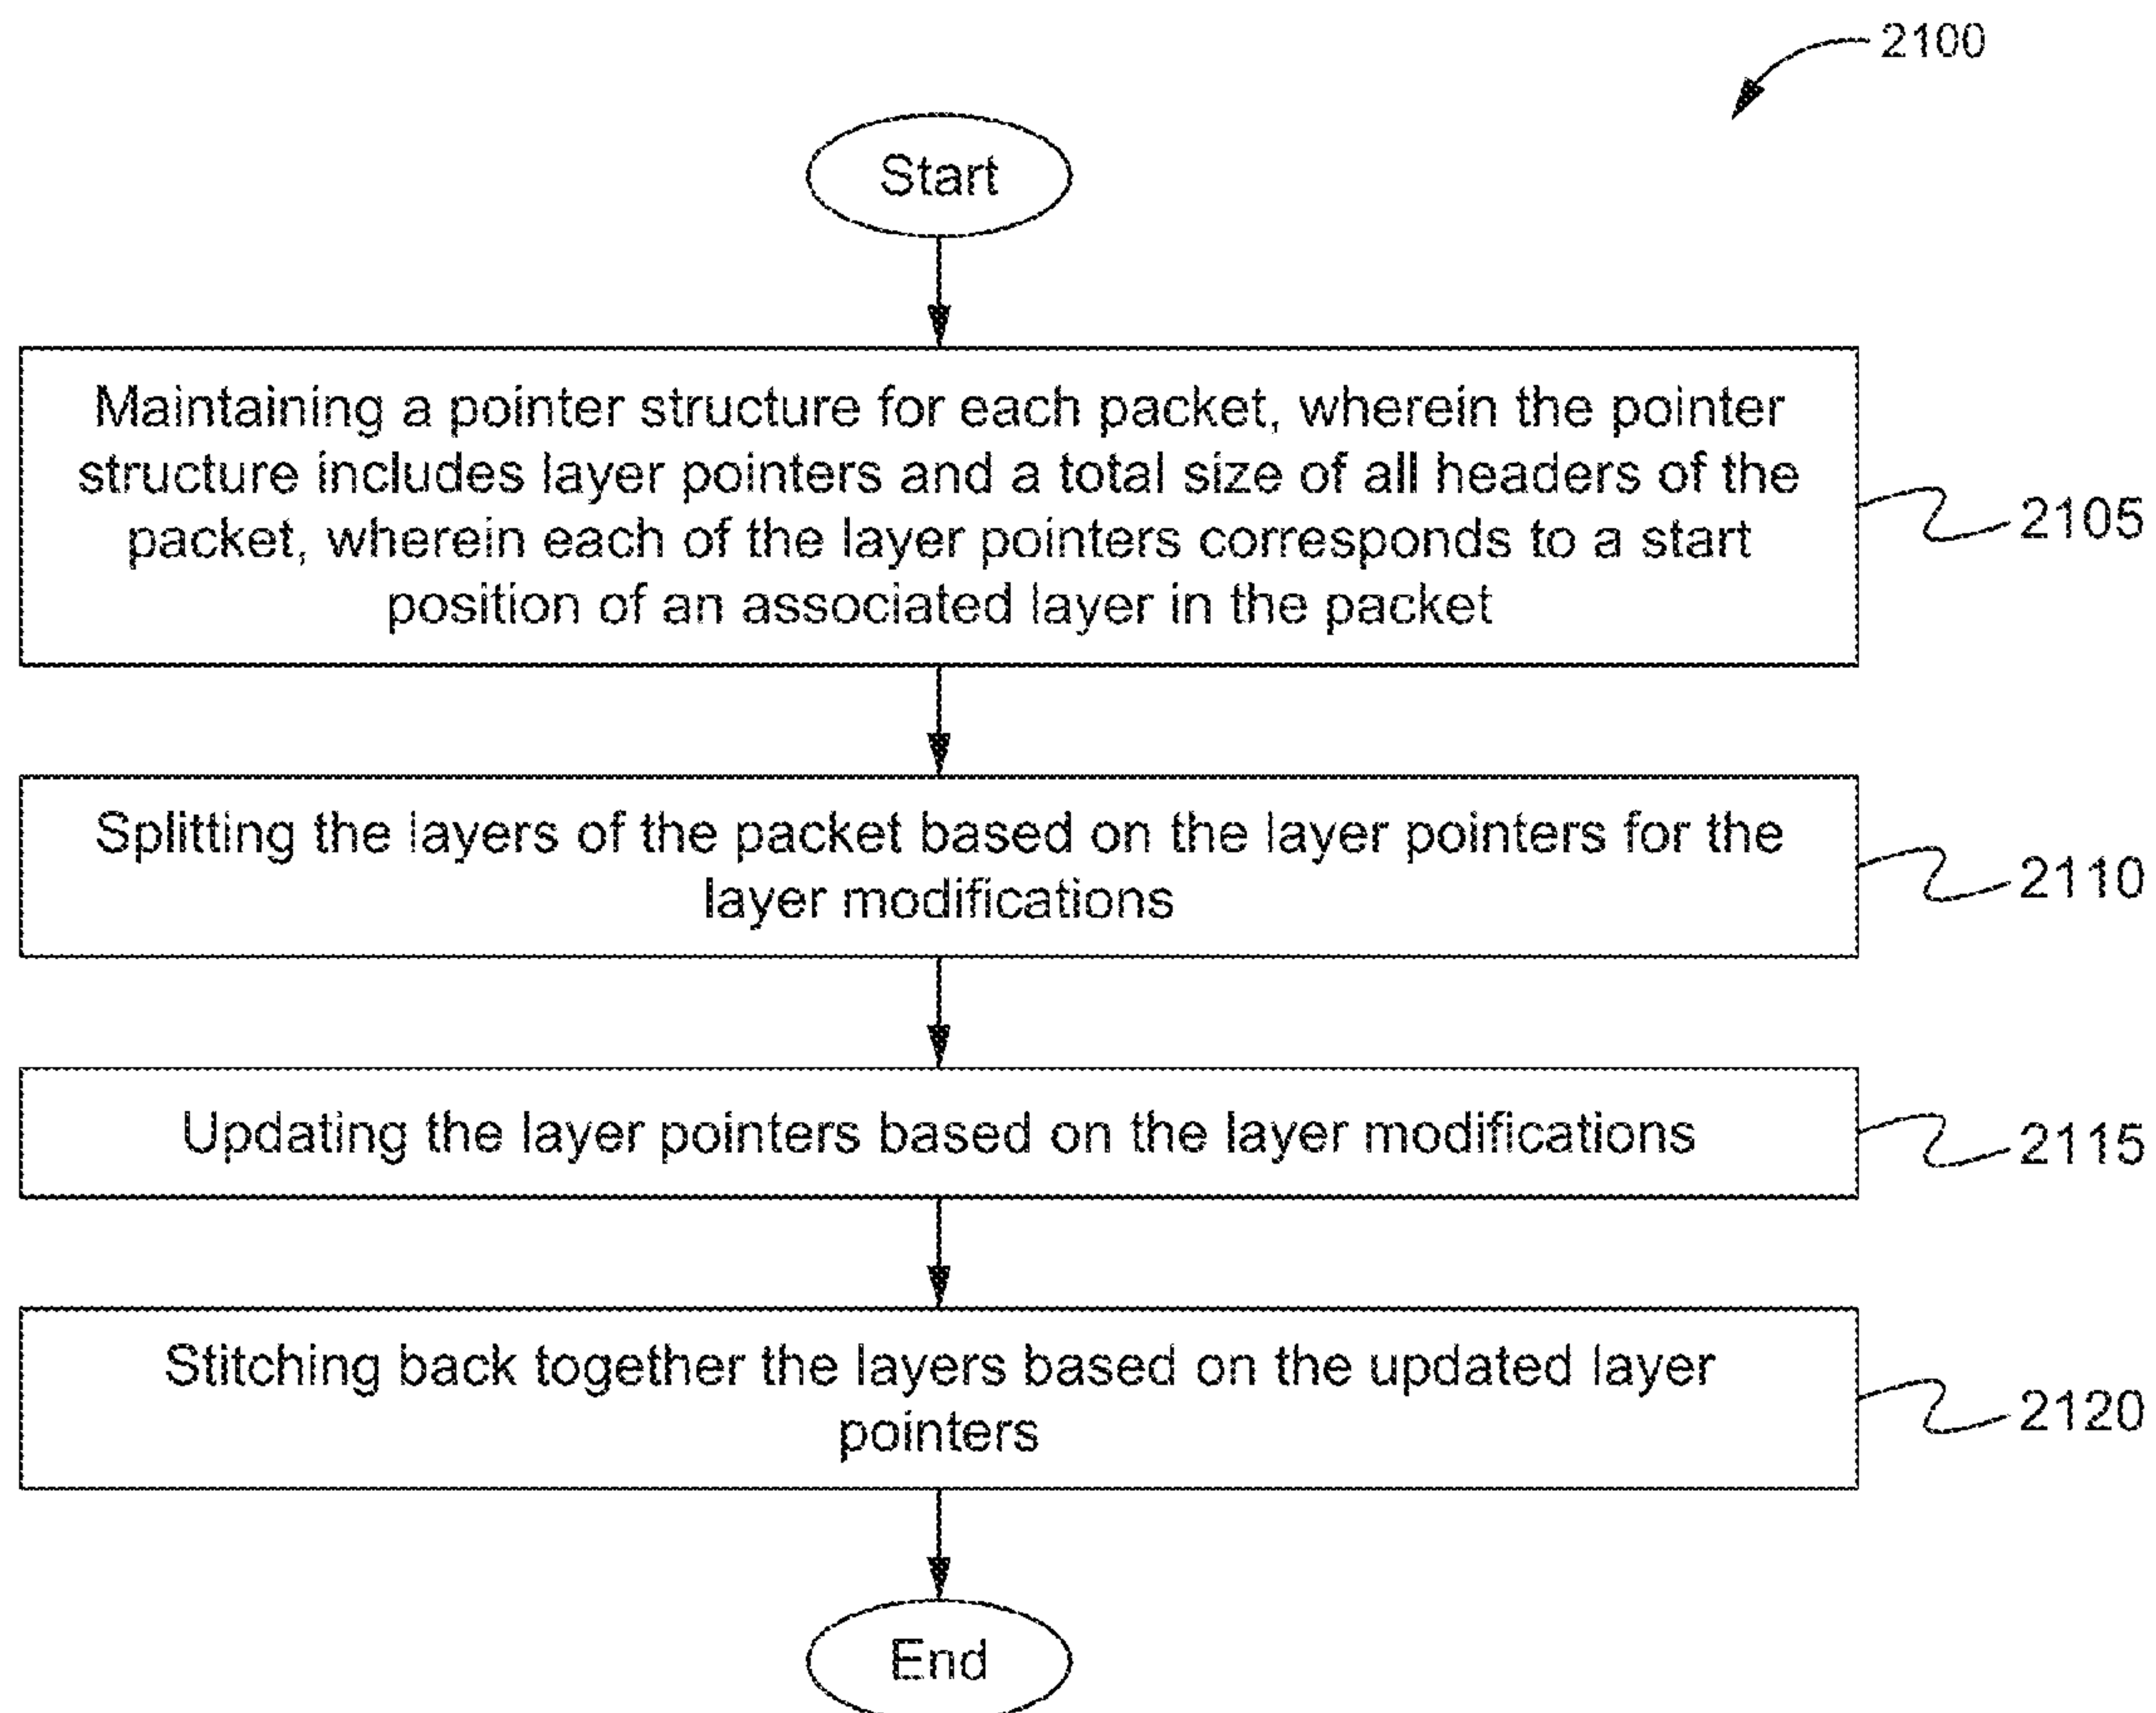 2100
Start
Maintaining a pointer structure for each packet, wherein the pointer
structure includes layer pointers and a total size of all headers of the
packet, wherein each of the layer pointers corresponds to a start
position of an associated layer in the packet
2105
Splitting the layers of the packet based on the layer pointers for the
layer modifications
2110
Updating the layer pointers based on the layer modifications
2115
Stitching back together the layers based on the updated layer
pointers
2120
End